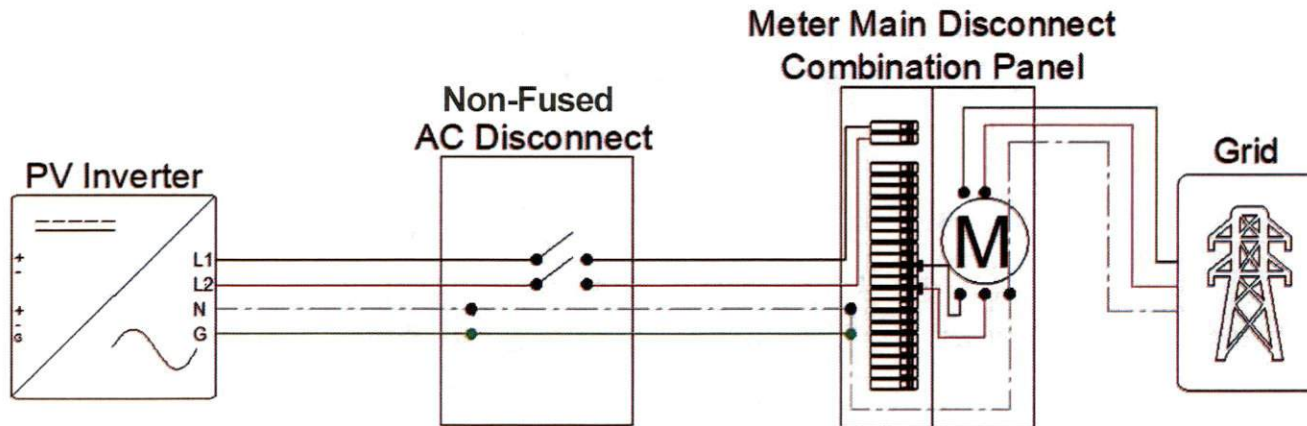 Meter Main Disconnect
Combination Panel
Non-Fused
AC Disconnect
Grid
PV Inverter
M
+
-
L1
L2
+
-
N
G
G